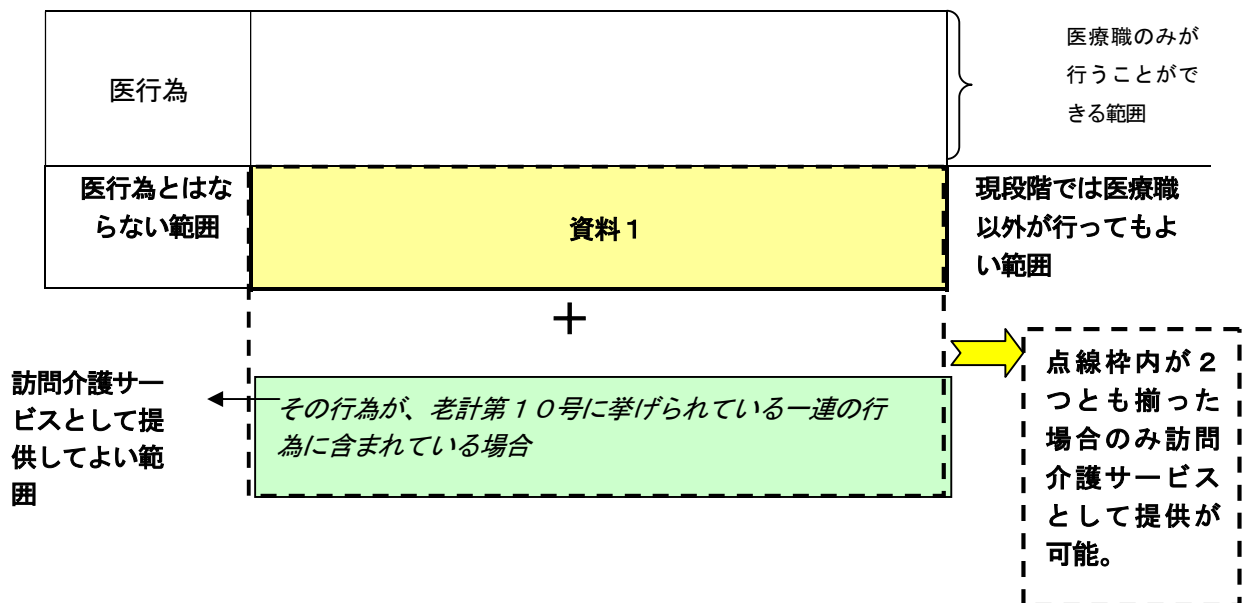 医行為
医療職のみが
行うことがで
きる範囲
医行為とはな
らない範囲
資料1
現段階では医療職
以外が行ってもよ
い範囲
+
訪問介護サー
ビスとして提
供してよい範
囲
その行為が、老計第10号に挙げられている一連の行
為に含まれている場合
点線枠内が2
つとも揃った
場合のみ訪問
介護サービス
として提供が
可能。